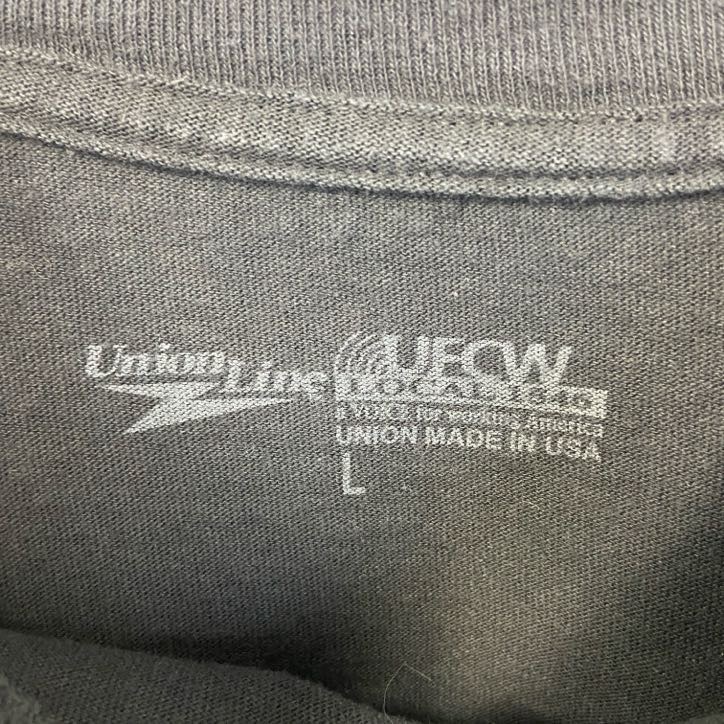 Union Line
UFCW
a VOICE for working America
UNION MADE IN USA
L